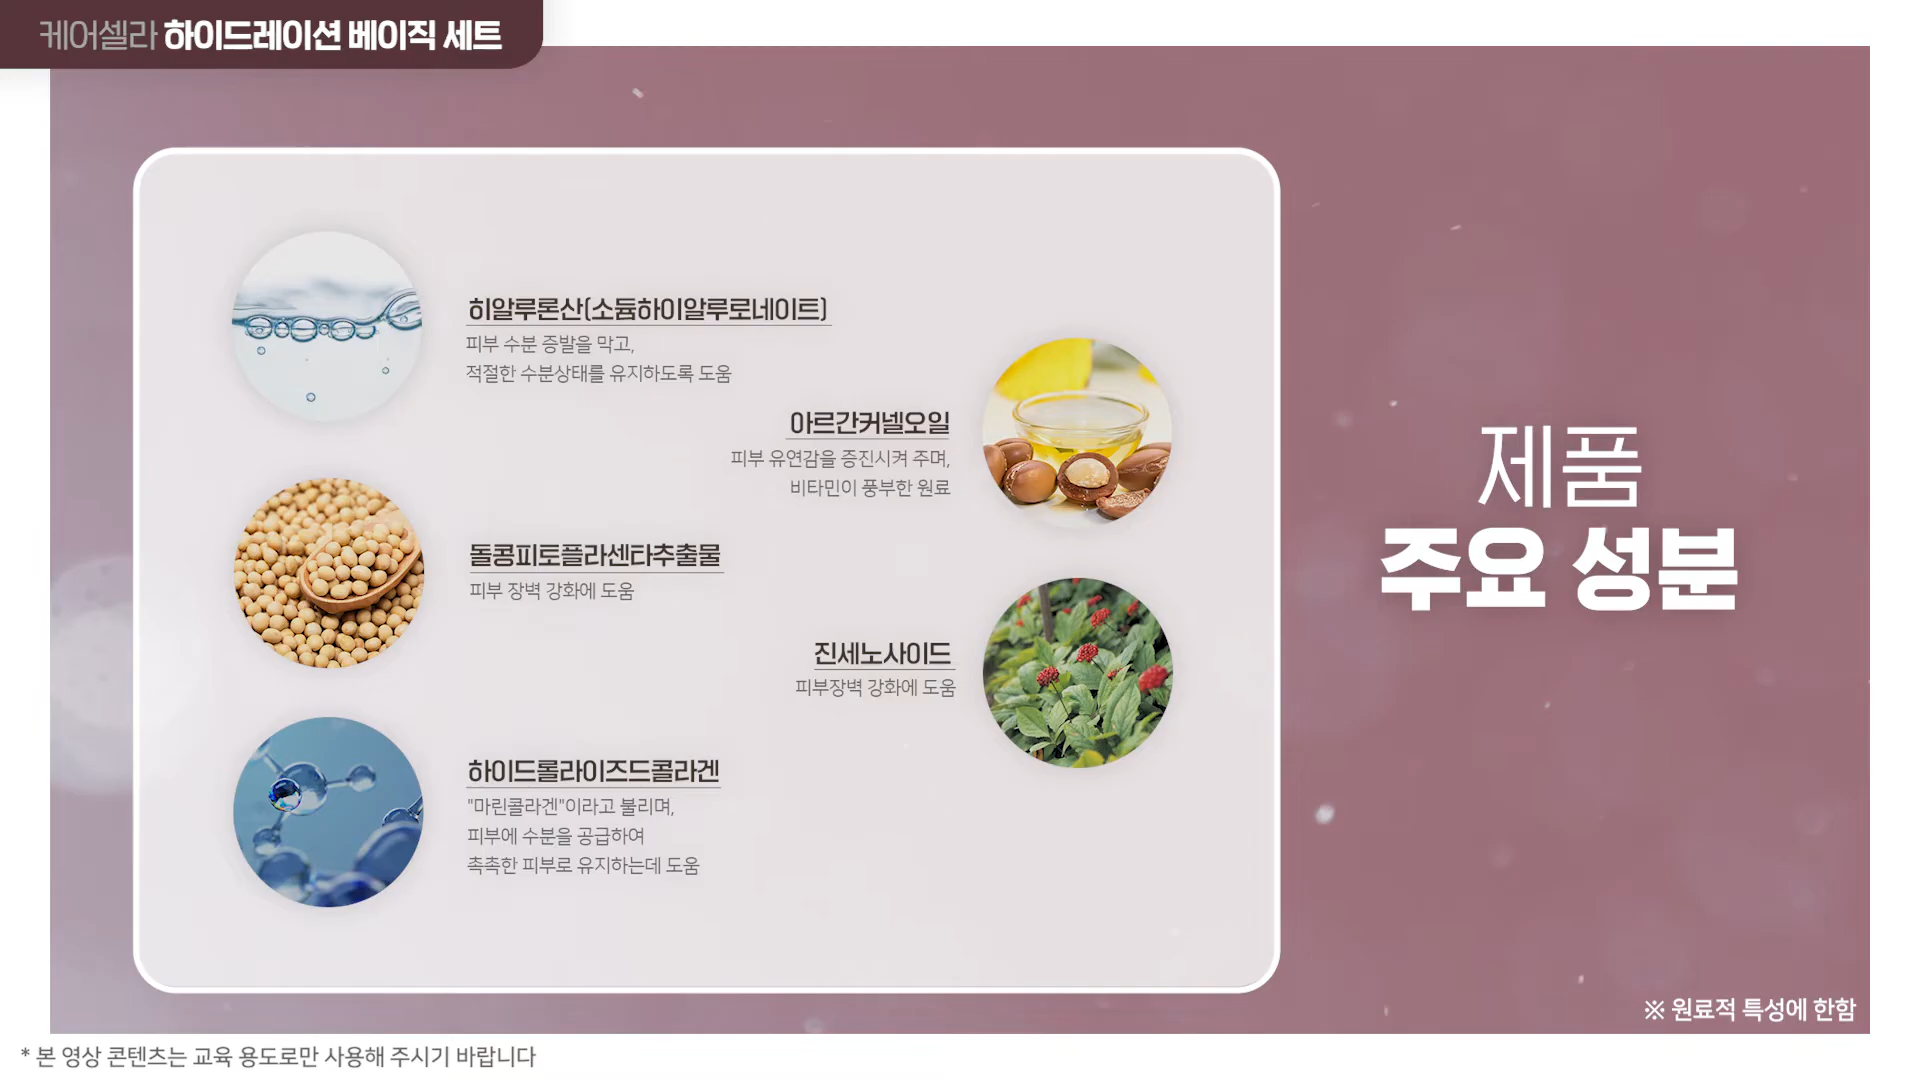 케어셀라 하이드레이션 베이직 세트
히알루론산(소듐하이알루로네이트)
피부 수분 증발을 막고,
적절한 수분상태를 유지하도록 도움
아르간커넬오일
피부 유연감을 증진시켜 주며,
비타민이 풍부한 원료
돌콩피토플라센타추출물
피부 장벽 강화에 도움
진세노사이드
피부장벽 강화에 도움
하이드롤라이즈드콜라겐
"마린콜라겐"이라고 불리며,
피부에 수분을 공급하여
촉촉한 피부로 유지하는데 도움
제품
주요 성분
※ 원료적 특성에 한함
* 본 영상 콘텐츠는 교육 용도로만 사용해 주시기 바랍니다